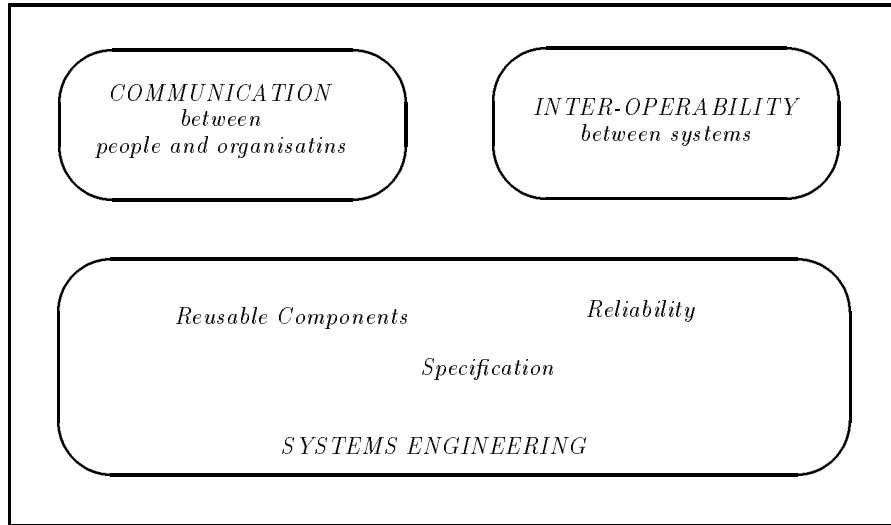 COMMUNICATION
between
people and organisatins
INTER-OPERABILITY
between systems
Reusable Components
Reliability
Specification
SYSTEMS ENGINEERING